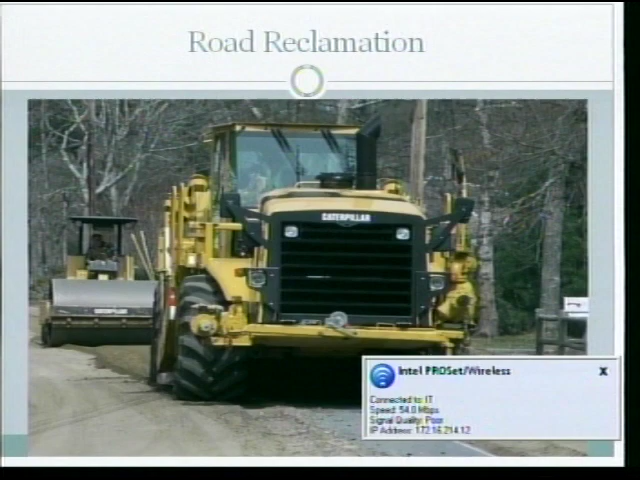 Road Reclamation
CATERPILLAR
CATERPILLAR
Intel PROSet/Wireless
X
Connected to: IT
Speed: 54.0 Mbps
Signal Quality: Poor
IP Address: 172.16.214.12